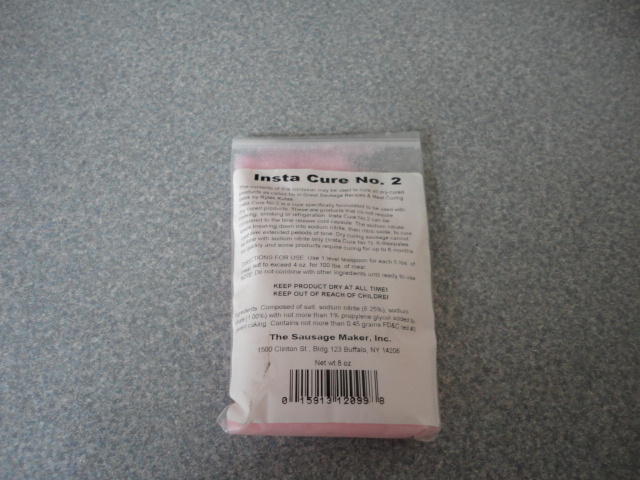 Insta Cure No. 2
The contents of this container may be used to cure all dry-cured
products as called for in Great Sausage Recipes & Meat Curing
book by Rytek Kutas.
Insta Cure No.2 is a cure specifically formulated to be used with
dry cured products. These are products that do not require
cooking, smoking or refrigeration. Insta Cure No.2 can be
compared to the time release cold capsule. The sodium nitrate
keeps breaking down into sodium nitrite, then nitric oxide, to cure
meat over extended periods of time. Dry curing sausage cannot
be done with sodium nitrite only (Insta Cure No 1). It dissipates
too quickly and some products require curing for up to 6 months
DIRECTIONS FOR USE: Use 1 level teaspoon for each 5 lbs. of
meat, not to exceed 4 oz. for 100 lbs. of meat.
Do not combine with other ingredients until ready to use
KEEP PRODUCT DRY AT ALL TIME!
KEEP OUT OF REACH OF CHILDRE!
Ingredients: Composed of salt, sodium nitrite (6.25%), sodium
nitrate (1.00%) with not more than 1% propylene glycol added to
prevent caking. Contains not more than 0.45 grams FD&C red #3
The Sausage Maker, Inc.
1500 Clinton St., Bldg 123 Buffalo, NY 14206
Net wt 8 oz.
0 15913 12099 8